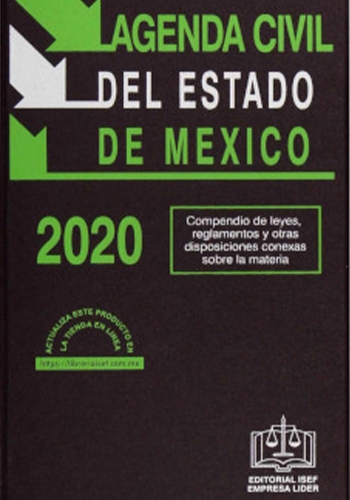 AGENDA CIVIL
DEL ESTADO
DE MEXICO
2020
Compendio de leyes,
reglamentos y otras
disposiciones conexas
sobre la materia
ACTUALIZA ESTE PRODUCTO EN
LA TIENDA EN LINEA
https://libreriaisef.com.mx
EDITORIAL ISEF
EMPRESA LIDER